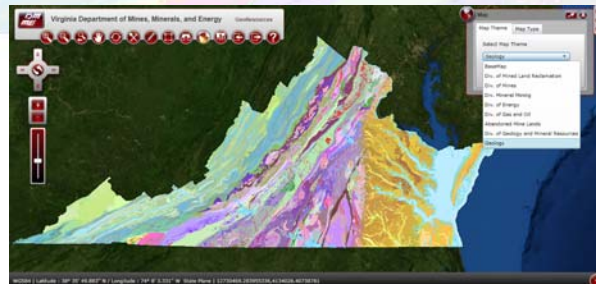 DMME
Virginia Department of Mines, Minerals, and Energy GeoResources
Map
Map Theme Map Type
Select Map Theme
Geology
BaseMap
Div. of Mined Land Reclamation
Div. of Mines
Div. Mineral Mining
Div. of Energy
Div. of Gas and Oil
Abandoned Mine Lands
Div. of Geology and Mineral Resources
Geology